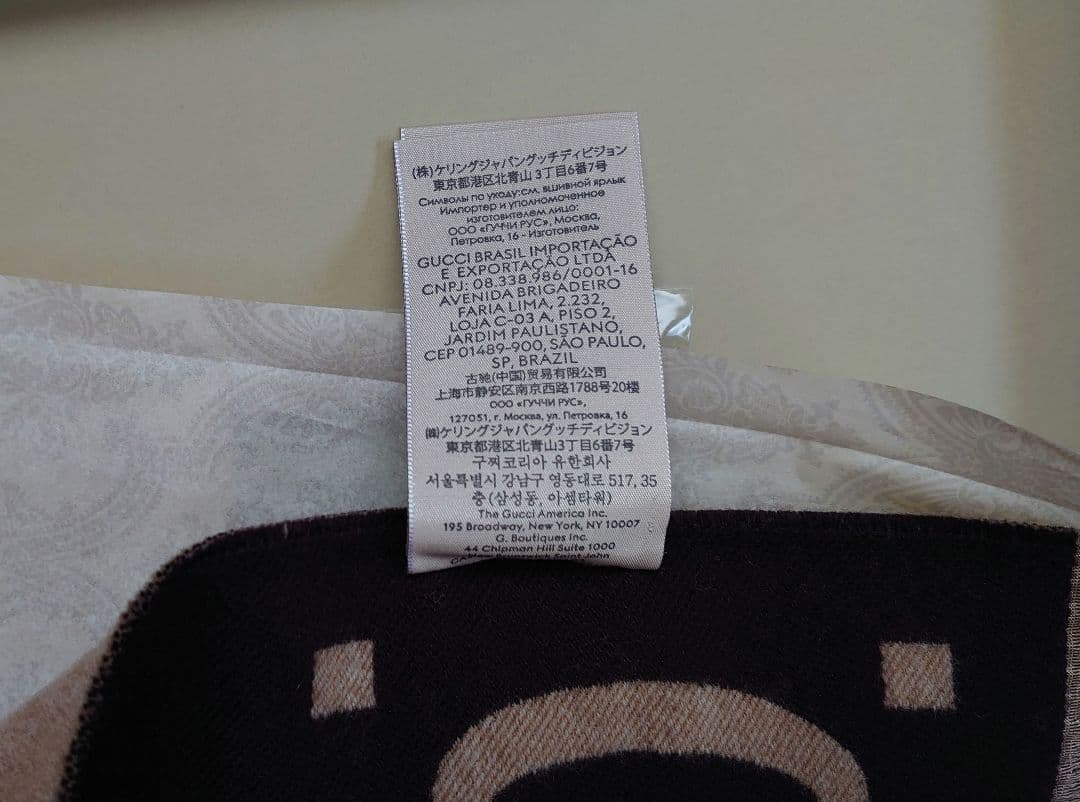 (株)ケリングジャパングッチディビジョン
東京都港区北青山 3丁目6番7号
Символы по уходу:см. вшивной ярлык
Импортер и уполномоченное
изготовителем лицо:
ООО «ГУЧЧИ РУС», Москва,
Петровка, 16 - Изготовитель
GUCCI BRASIL IMPORTAÇÃO
E EXPORTAÇÃO LTDA
CNPJ: 08.338.986/0001-16
AVENIDA BRIGADEIRO
FARIA LIMA, 2.232,
LOJA C-03 A, PISO 2,
JARDIM PAULISTANO,
CEP 01489-900, SÃO PAULO,
SP, BRAZIL
古驰(中国)贸易有限公司
上海市静安区南京西路1788号20楼
ООО «ГУЧЧИ РУС»,
127051, г. Москва, ул. Петровка, 16
㈱ケリングジャパングッチディビジョン
東京都港区北青山3丁目6番7号
구찌코리아 유한회사
서울특별시 강남구 영동대로 517, 35
층 (삼성동, 아셈타워)
The Gucci America Inc.
195 Broadway, New York, NY 10007
G. Boutiques Inc.
44 Chipman Hill Suite 1000
Saint John